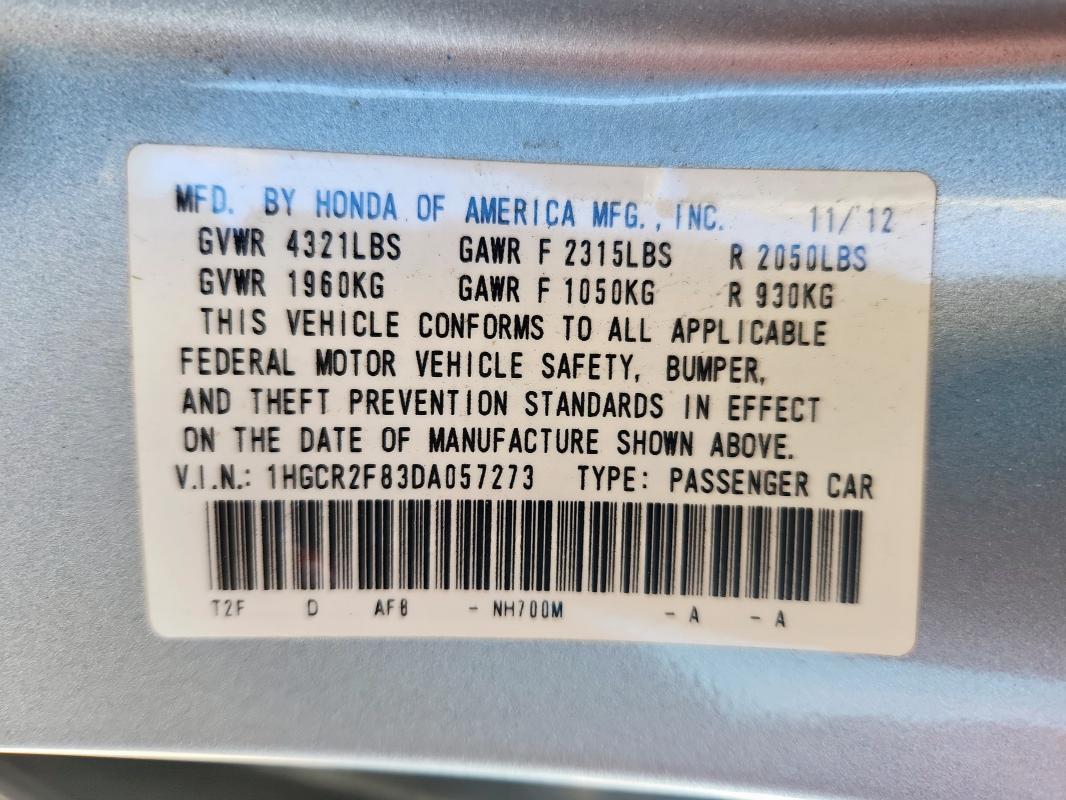 MFD. BY HONDA OF AMERICA MFG., INC. 11/12
GVWR 4321LBS GAWR F 2315LBS R 2050LBS
GVWR 1960KG GAWR F 1050KG R 930KG
THIS VEHICLE CONFORMS TO ALL APPLICABLE
FEDERAL MOTOR VEHICLE SAFETY, BUMPER,
AND THEFT PREVENTION STANDARDS IN EFFECT
ON THE DATE OF MANUFACTURE SHOWN ABOVE.
V.I.N.: 1HGCR2F83DA057273 TYPE: PASSENGER CAR
T2F D AF8 - NH700M - A - A